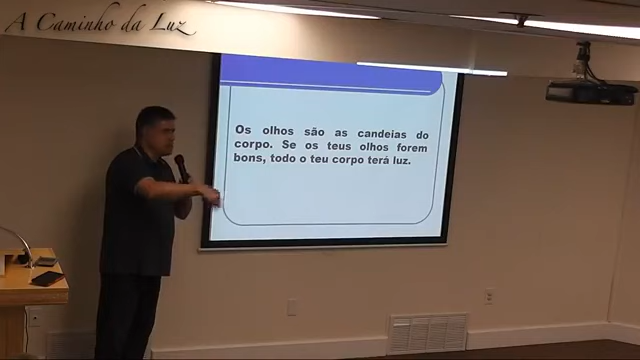 A Caminho da Luz
Os olhos são as candeias do
corpo. Se os teus olhos forem
bons, todo o teu corpo terá luz.